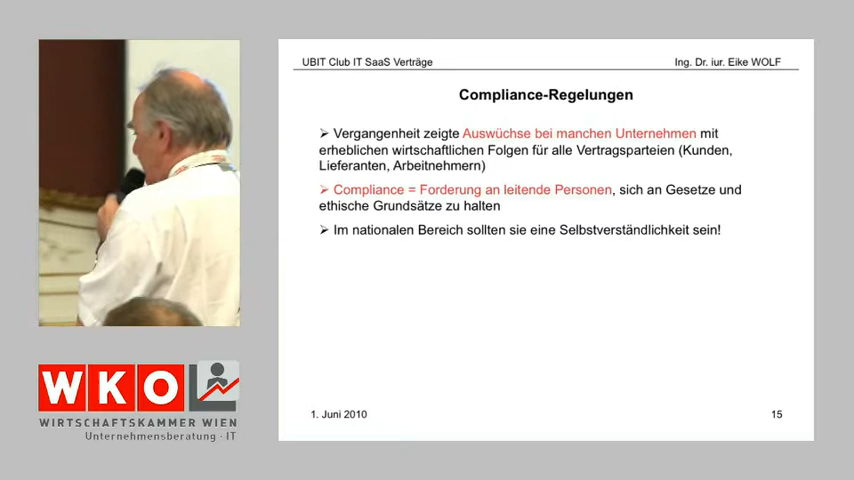 UBIT Club IT SaaS Verträge
Ing. Dr. iur. Eike WOLF
Compliance-Regelungen
➢ Vergangenheit zeigte Auswüchse bei manchen Unternehmen mit
erheblichen wirtschaftlichen Folgen für alle Vertragsparteien (Kunden,
Lieferanten, Arbeitnehmern)
➢ Compliance = Forderung an leitende Personen, sich an Gesetze und
ethische Grundsätze zu halten
➢ Im nationalen Bereich sollten sie eine Selbstverständlichkeit sein!
1. Juni 2010
15
WKO
WIRTSCHAFTSKAMMER WIEN
Unternehmensberatung · IT